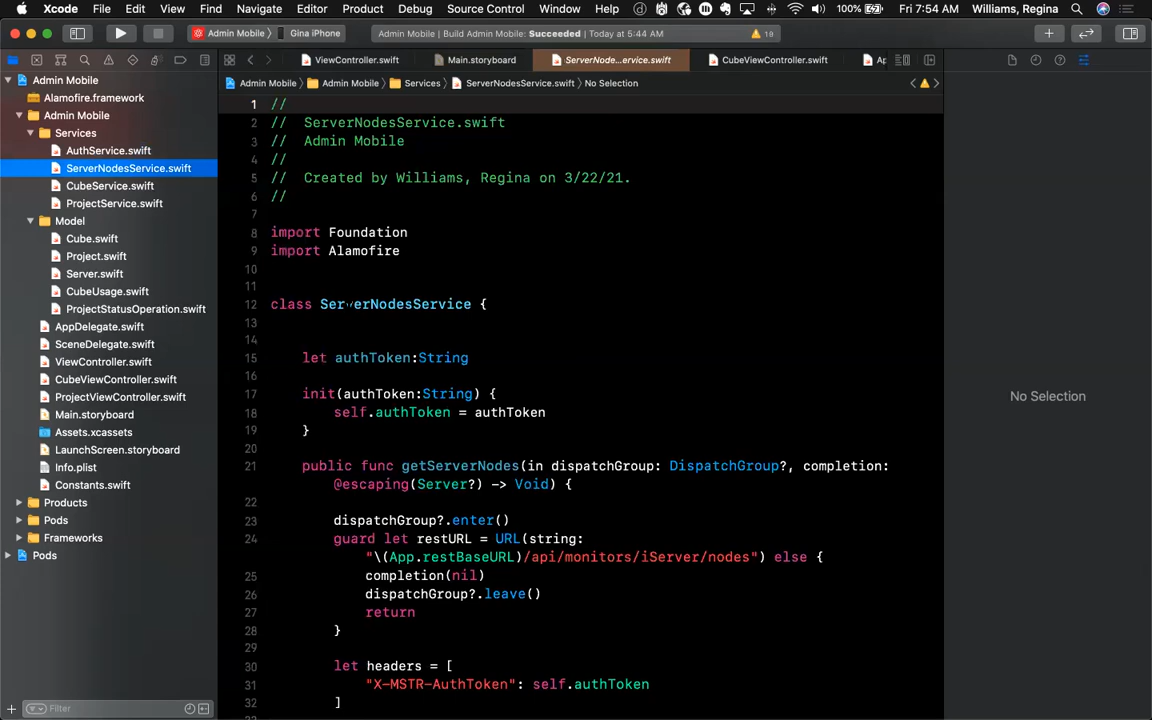 Xcode File Edit View Find Navigate Editor Product Debug Source Control Window Help 100% Fri 7:54 AM Williams, Regina
Admin Mobile Gina iPhone Admin Mobile | Build Admin Mobile: Succeeded | Today at 5:44 AM 19
ViewController.swift Main.storyboard ServerNode...ervice.swift CubeViewController.swift Ap
Admin Mobile Admin Mobile Services ServerNodesService.swift No Selection
Admin Mobile
Alamofire.framework
Admin Mobile
Services
AuthService.swift
ServerNodesService.swift
CubeService.swift
ProjectService.swift
Model
Cube.swift
Project.swift
Server.swift
CubeUsage.swift
ProjectStatusOperation.swift
AppDelegate.swift
SceneDelegate.swift
ViewController.swift
CubeViewController.swift
ProjectViewController.swift
Main.storyboard
Assets.xcassets
LaunchScreen.storyboard
Info.plist
Constants.swift
Products
Pods
Frameworks
Pods
Filter
1 //
2 //  ServerNodesService.swift
3 //  Admin Mobile
4 //
5 //  Created by Williams, Regina on 3/22/21.
6 //
7
8 import Foundation
9 import Alamofire
10
11
12 class ServerNodesService {
13
14
15 let authToken:String
16
17 init(authToken:String) {
18 self.authToken = authToken
19 }
20
21 public func getServerNodes(in dispatchGroup: DispatchGroup?, completion:
@escaping(Server?) -> Void) {
22
23 dispatchGroup?.enter()
24 guard let restURL = URL(string:
"\(App.restBaseURL)/api/monitors/iServer/nodes") else {
25 completion(nil)
26 dispatchGroup?.leave()
27 return
28 }
29
30 let headers = [
31 "X-MSTR-AuthToken": self.authToken
32 ]
No Selection